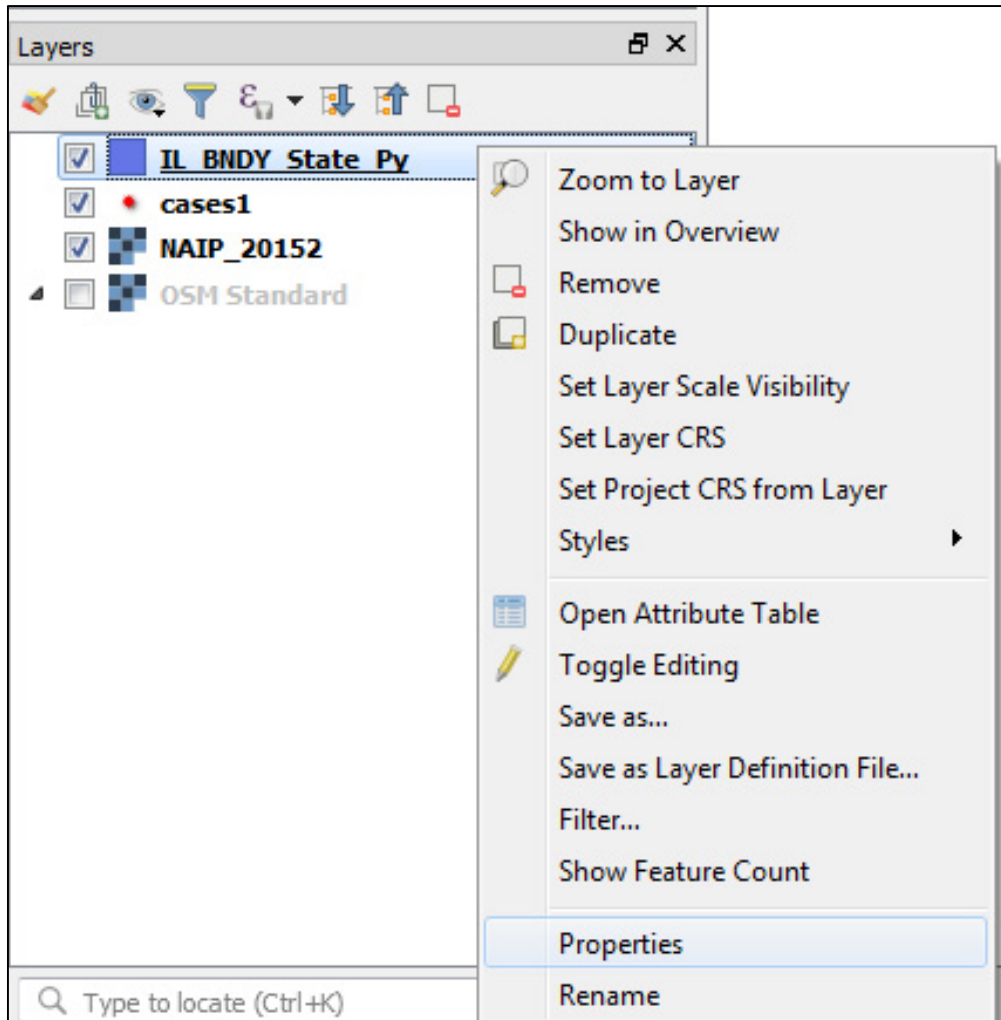 Layers
IL_BNDY_State_Py
cases1
NAIP_20152
OSM Standard
Zoom to Layer
Show in Overview
Remove
Duplicate
Set Layer Scale Visibility
Set Layer CRS
Set Project CRS from Layer
Styles
Open Attribute Table
Toggle Editing
Save as...
Save as Layer Definition File...
Filter...
Show Feature Count
Properties
Rename
Type to locate (Ctrl+K)